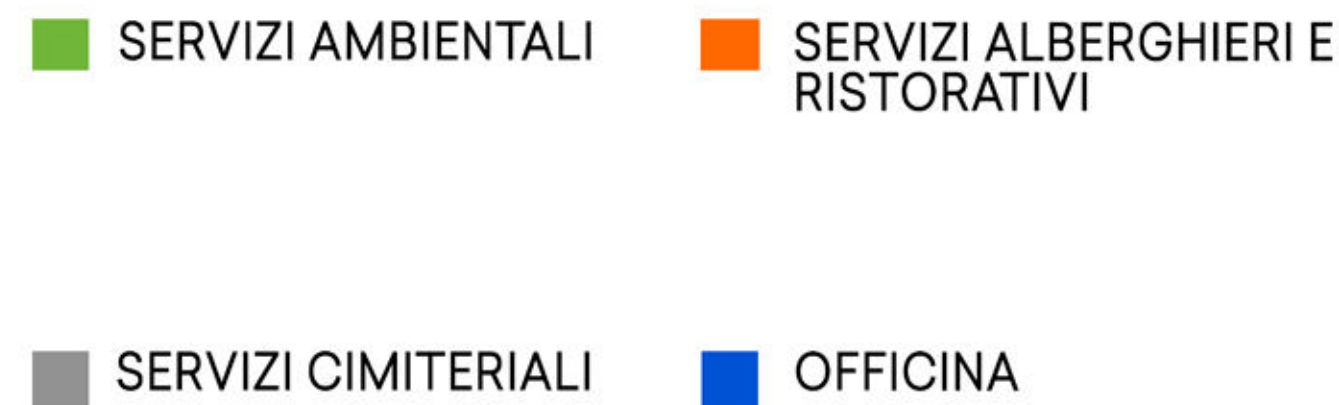 SERVIZI AMBIENTALI
SERVIZI ALBERGHIERI E
RISTORATIVI
SERVIZI CIMITERIALI
OFFICINA